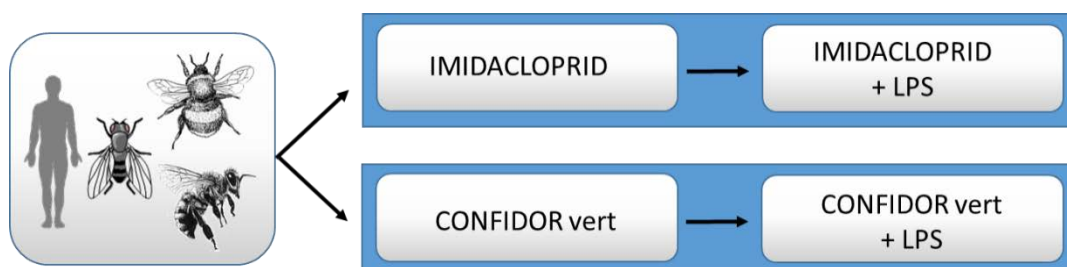 IMIDACLOPRID
IMIDACLOPRID
+ LPS
CONFIDOR vert
CONFIDOR vert
+ LPS